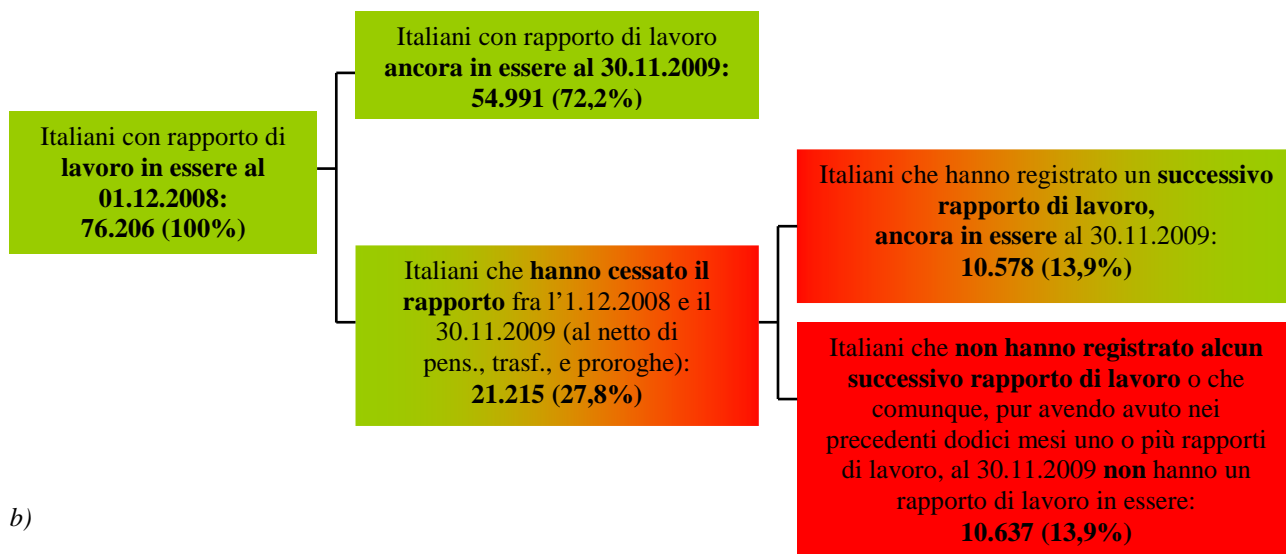 Italiani con rapporto di lavoro
ancora in essere al 30.11.2009:
54.991 (72,2%)
Italiani con rapporto di
lavoro in essere al
01.12.2008:
76.206 (100%)
Italiani che hanno registrato un successivo
rapporto di lavoro,
ancora in essere al 30.11.2009:
10.578 (13,9%)
Italiani che hanno cessato il
rapporto fra l'1.12.2008 e il
30.11.2009 (al netto di
pens., trasf., e proroghe):
21.215 (27,8%)
Italiani che non hanno registrato alcun
successivo rapporto di lavoro o che
comunque, pur avendo avuto nei
precedenti dodici mesi uno o più rapporti
di lavoro, al 30.11.2009 non hanno un
rapporto di lavoro in essere:
10.637 (13,9%)
b)